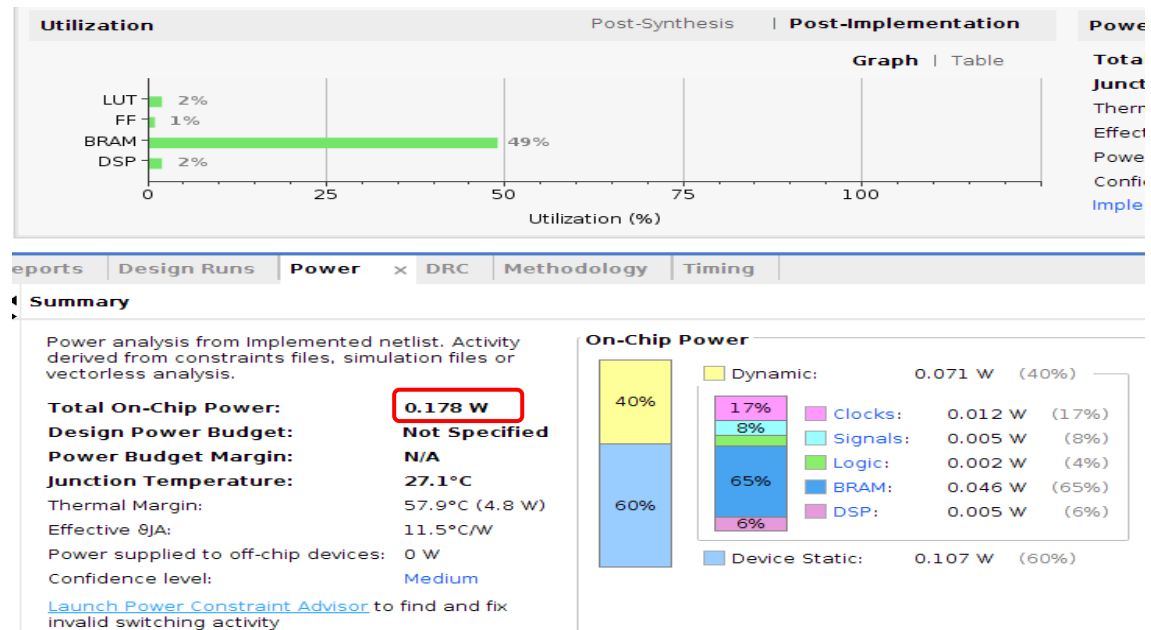 Utilization Post-Synthesis | Post-Implementation Powe
Graph | Table Tota
Junct
LUT 2% Therm
FF 1% Effect
BRAM 49% Powe
DSP 2% Confi
0 25 50 75 100 Imple
Utilization (%)
eports Design Runs Power × DRC Methodology Timing
Summary
Power analysis from Implemented netlist. Activity
derived from constraints files, simulation files or
vectorless analysis.
Total On-Chip Power: 0.178 W
Design Power Budget: Not Specified
Power Budget Margin: N/A
Junction Temperature: 27.1°C
Thermal Margin: 57.9°C (4.8 W)
Effective ϑJA: 11.5°C/W
Power supplied to off-chip devices: 0 W
Confidence level: Medium
Launch Power Constraint Advisor to find and fix
invalid switching activity
On-Chip Power
40% Dynamic: 0.071 W (40%)
17% Clocks: 0.012 W (17%)
8% Signals: 0.005 W (8%)
Logic: 0.002 W (4%)
60% 65% BRAM: 0.046 W (65%)
6% DSP: 0.005 W (6%)
Device Static: 0.107 W (60%)